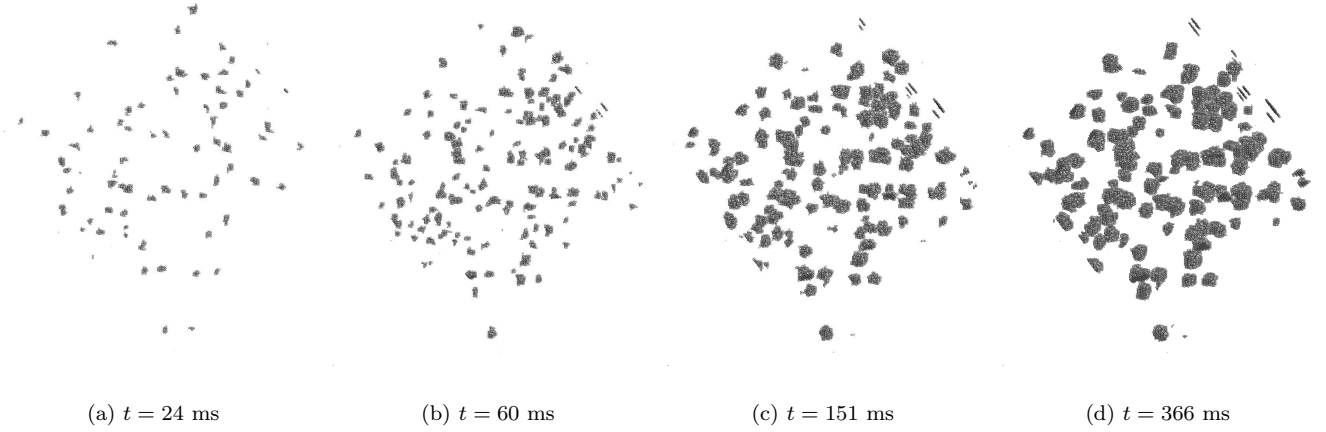 (a) t = 24 ms
(b) t = 60 ms
(c) t = 151 ms
(d) t = 366 ms